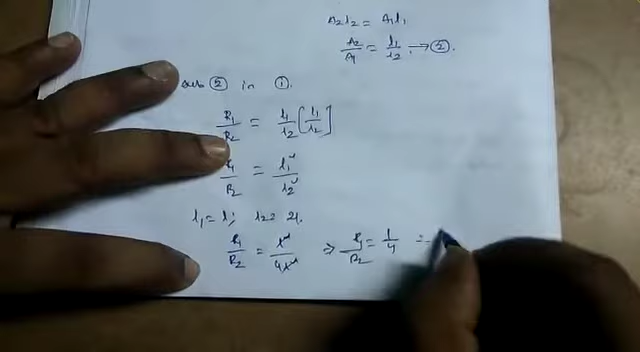 A₂l₂ = A₁l₁
A₂/A₁ = l₁/l₂ → ②.
Sub ② in ①.
R₁/R₂ = l₁/l₂ [l₁/l₂]
R₁/R₂ = l₁²/l₂²
l₁ = l; l₂ = 2l.
R₁/R₂ = l²/4l² ⇒ R₁/R₂ = 1/4 =